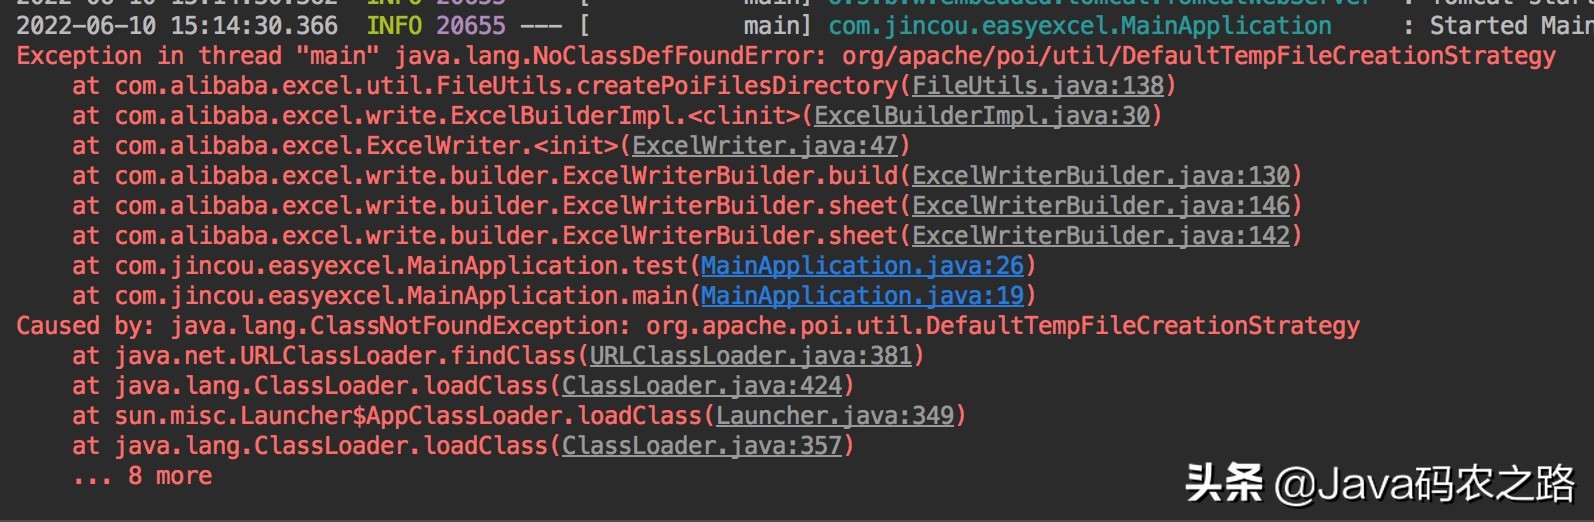 INFO 20655 --- [           main]
2022-06-10 15:14:30.366  INFO 20655 --- [           main] com.jincou.easyexcel.MainApplication     : Started Main
Exception in thread "main" java.lang.NoClassDefFoundError: org/apache/poi/util/DefaultTempFileCreationStrategy
    at com.alibaba.excel.util.FileUtils.createPoiFilesDirectory(FileUtils.java:138)
    at com.alibaba.excel.write.ExcelBuilderImpl.<clinit>(ExcelBuilderImpl.java:30)
    at com.alibaba.excel.ExcelWriter.<init>(ExcelWriter.java:47)
    at com.alibaba.excel.write.builder.ExcelWriterBuilder.build(ExcelWriterBuilder.java:130)
    at com.alibaba.excel.write.builder.ExcelWriterBuilder.sheet(ExcelWriterBuilder.java:146)
    at com.alibaba.excel.write.builder.ExcelWriterBuilder.sheet(ExcelWriterBuilder.java:142)
    at com.jincou.easyexcel.MainApplication.test(MainApplication.java:26)
    at com.jincou.easyexcel.MainApplication.main(MainApplication.java:19)
Caused by: java.lang.ClassNotFoundException: org.apache.poi.util.DefaultTempFileCreationStrategy
    at java.net.URLClassLoader.findClass(URLClassLoader.java:381)
    at java.lang.ClassLoader.loadClass(ClassLoader.java:424)
    at sun.misc.Launcher$AppClassLoader.loadClass(Launcher.java:349)
    at java.lang.ClassLoader.loadClass(ClassLoader.java:357)
    ... 8 more
头条 @Java码农之路